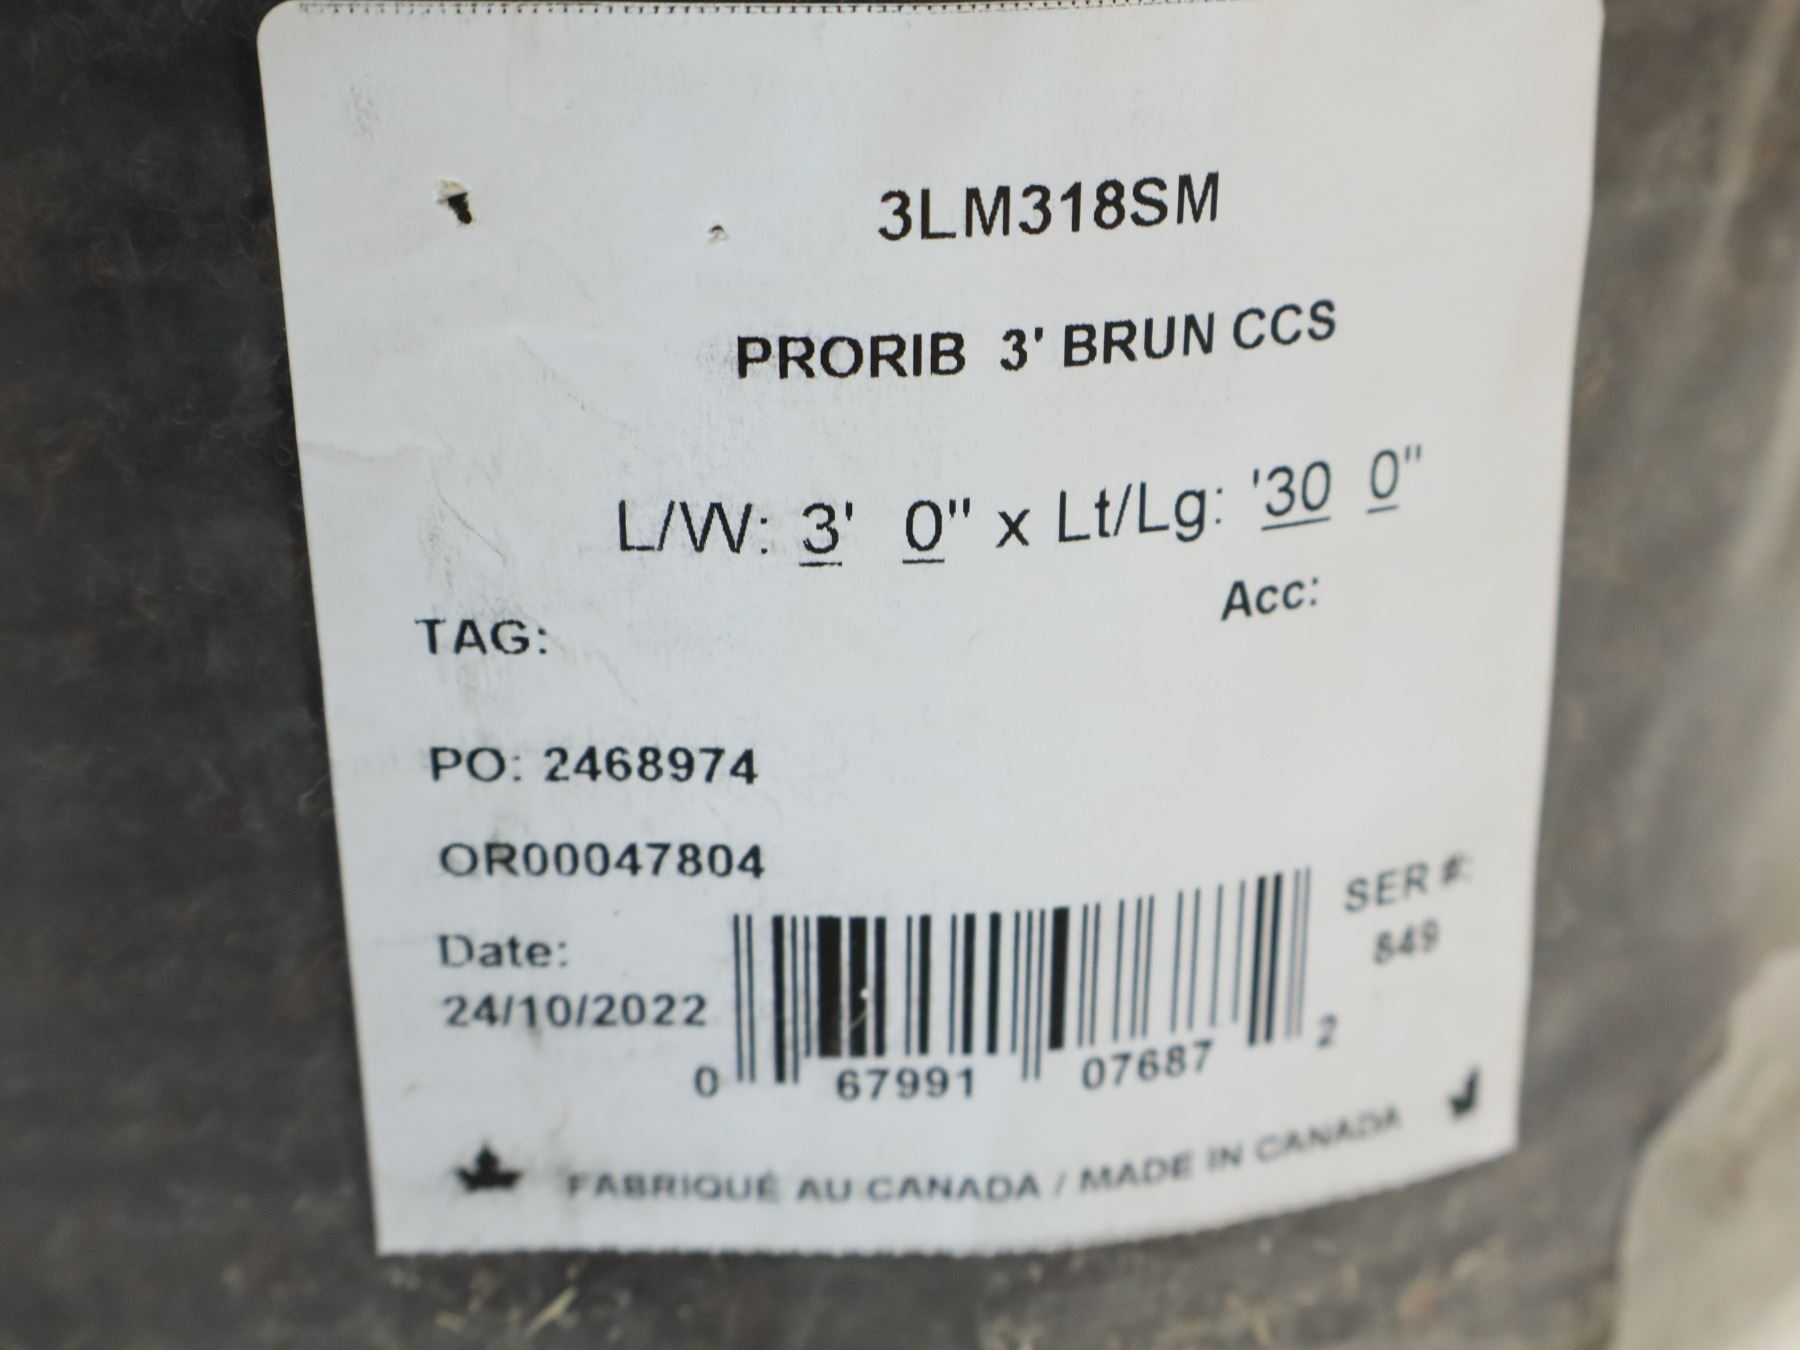 3LM318SM
PRORIB 3' BRUN CCS
L/W: 3' 0" x Lt/Lg: '30 0"
Acc:
TAG:
PO: 2468974
OR00047804
Date:
24/10/2022
SER #:
849
0 67991 07687 2
FABRIQUÉ AU CANADA / MADE IN CANADA